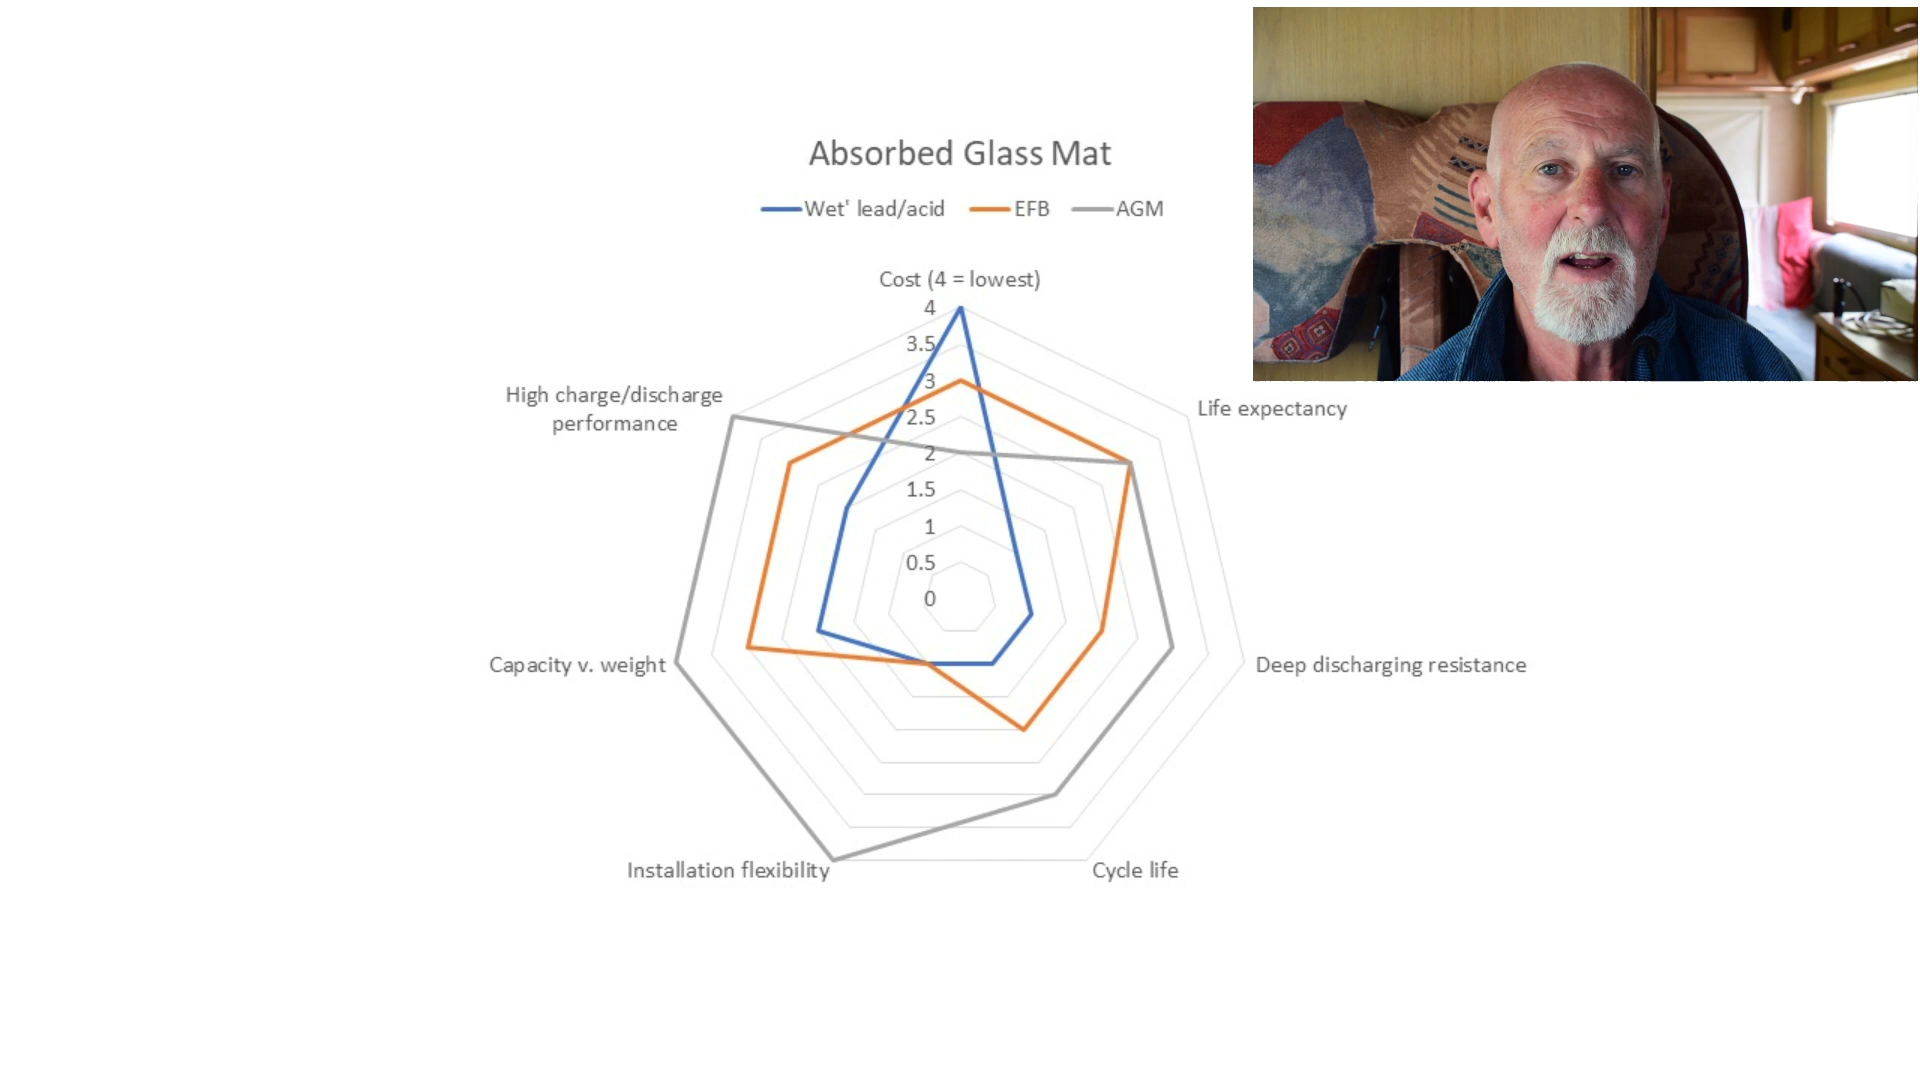 Absorbed Glass Mat
Wet' lead/acid EFB AGM
Cost (4 = lowest)
4
3.5
3
2.5
2
1.5
1
0.5
0
High charge/discharge
performance
Life expectancy
Capacity v. weight
Deep discharging resistance
Installation flexibility
Cycle life